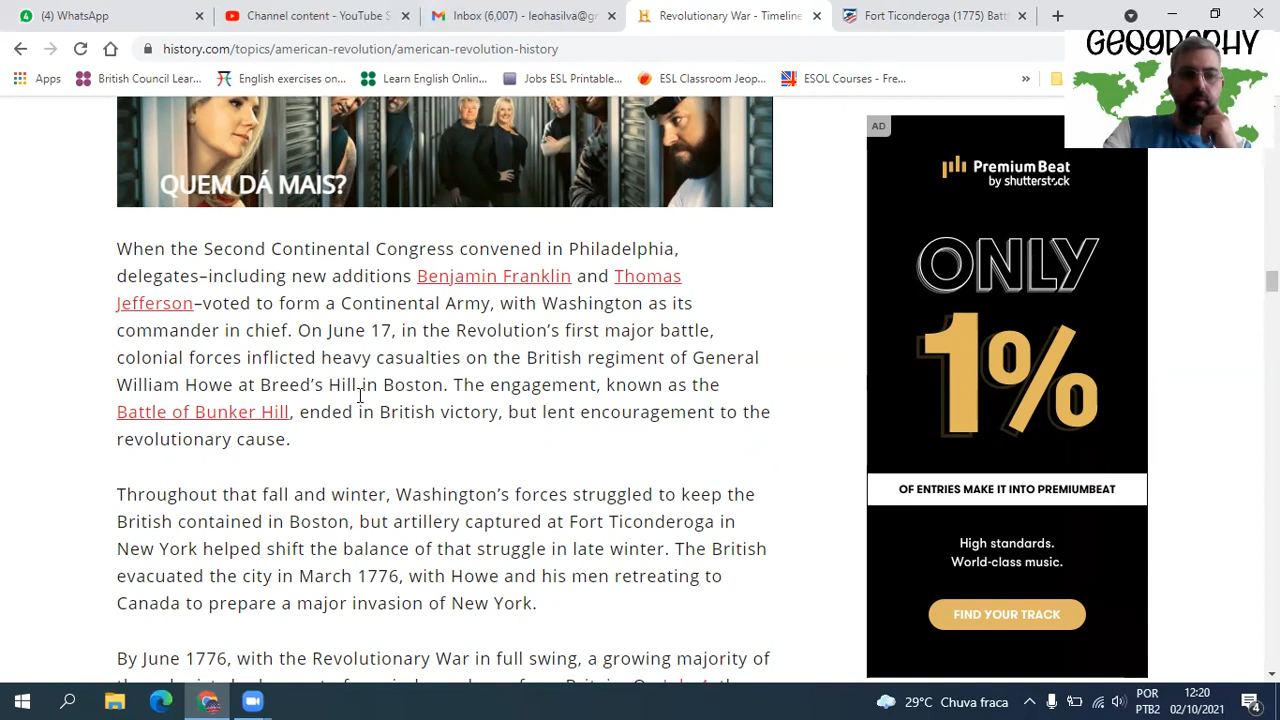 (4) WhatsApp
Channel content - YouTube S
Inbox (6,007) - leohasilva@gr
Revolutionary War - Timeline
Fort Ticonderoga (1775) Batt
history.com/topics/american-revolution/american-revolution-history
GEOGRAPHY
Apps
British Council Lear...
English exercises on...
Learn English Onlin...
Jobs ESL Printable...
ESL Classroom Jeop...
ESOL Courses - Fre...
QUEM DÁ MAIS?
When the Second Continental Congress convened in Philadelphia,
delegates–including new additions Benjamin Franklin and Thomas
Jefferson–voted to form a Continental Army, with Washington as its
commander in chief. On June 17, in the Revolution’s first major battle,
colonial forces inflicted heavy casualties on the British regiment of General
William Howe at Breed’s Hill in Boston. The engagement, known as the
Battle of Bunker Hill, ended in British victory, but lent encouragement to the
revolutionary cause.
Throughout that fall and winter, Washington’s forces struggled to keep the
British contained in Boston, but artillery captured at Fort Ticonderoga in
New York helped shift the balance of that struggle in late winter. The British
evacuated the city in March 1776, with Howe and his men retreating to
Canada to prepare a major invasion of New York.
By June 1776, with the Revolutionary War in full swing, a growing majority of
AD
PremiumBeat
by shutterstock
ONLY
1%
OF ENTRIES MAKE IT INTO PREMIUMBEAT
High standards.
World-class music.
FIND YOUR TRACK
29°C Chuva fraca
POR
PTB2
12:20
02/10/2021
4